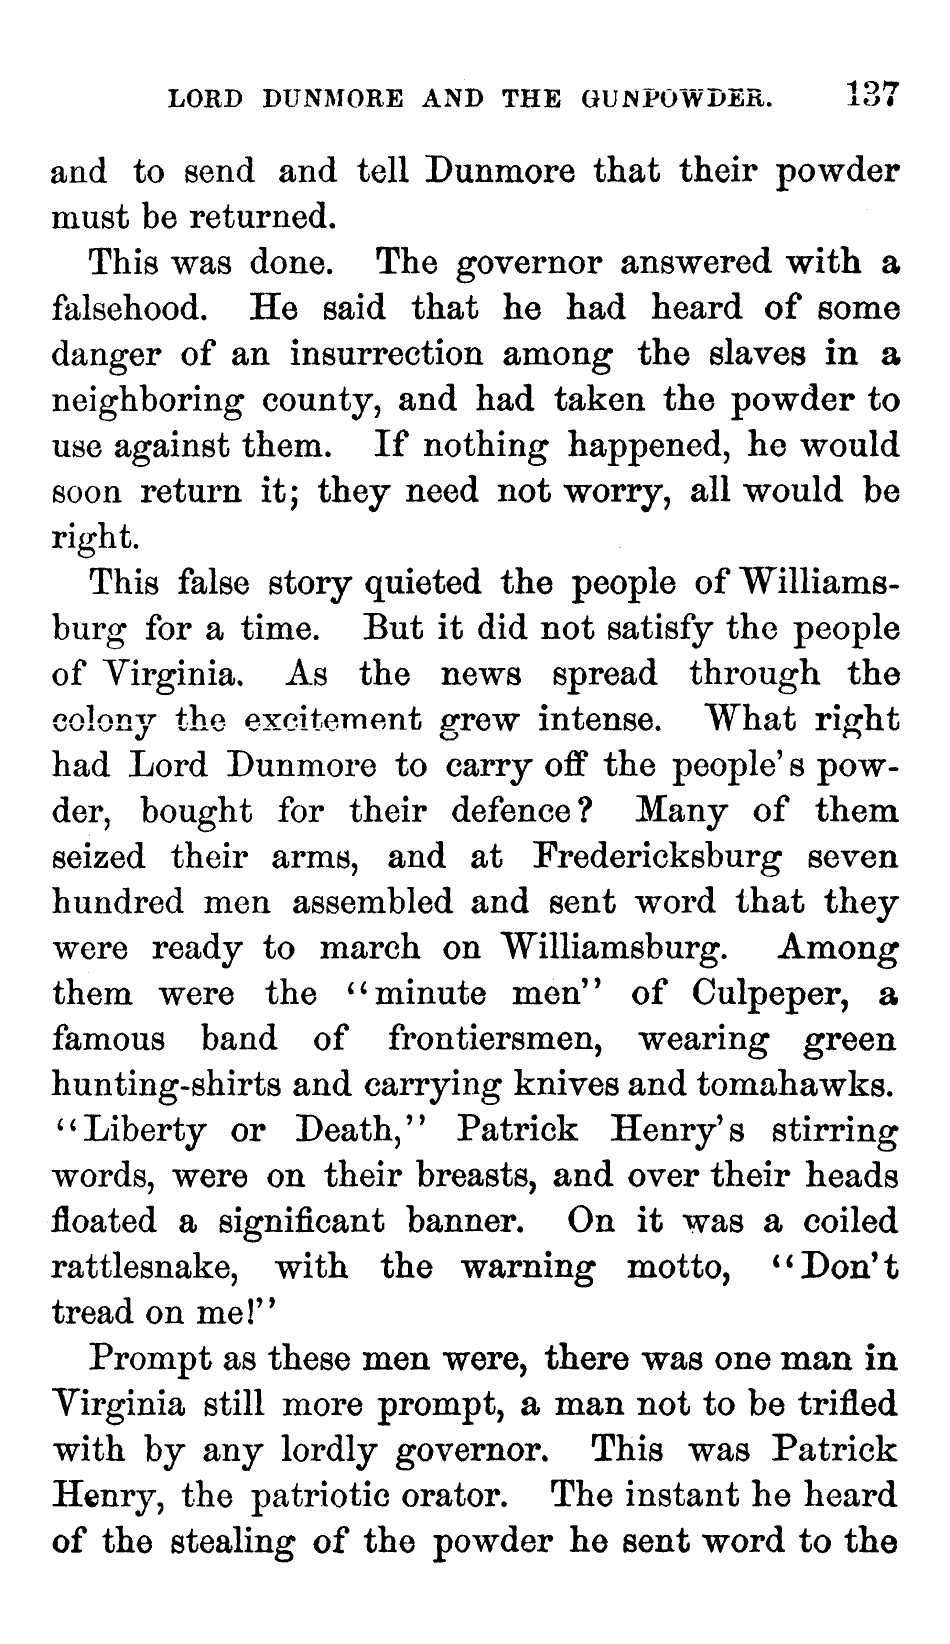 LORD DUNMORE AND THE GUNPOWDER. 137
and to send and tell Dunmore that their powder
must be returned.
This was done. The governor answered with a
falsehood. He said that he had heard of some
danger of an insurrection among the slaves in a
neighboring county, and had taken the powder to
use against them. If nothing happened, he would
soon return it; they need not worry, all would be
right.
This false story quieted the people of Williams-
burg for a time. But it did not satisfy the people
of Virginia. As the news spread through the
colony the excitement grew intense. What right
had Lord Dunmore to carry off the people's pow-
der, bought for their defence? Many of them
seized their arms, and at Fredericksburg seven
hundred men assembled and sent word that they
were ready to march on Williamsburg. Among
them were the "minute men" of Culpeper, a
famous band of frontiersmen, wearing green
hunting-shirts and carrying knives and tomahawks.
"Liberty or Death," Patrick Henry's stirring
words, were on their breasts, and over their heads
floated a significant banner. On it was a coiled
rattlesnake, with the warning motto, "Don't
tread on me!"
Prompt as these men were, there was one man in
Virginia still more prompt, a man not to be trifled
with by any lordly governor. This was Patrick
Henry, the patriotic orator. The instant he heard
of the stealing of the powder he sent word to the